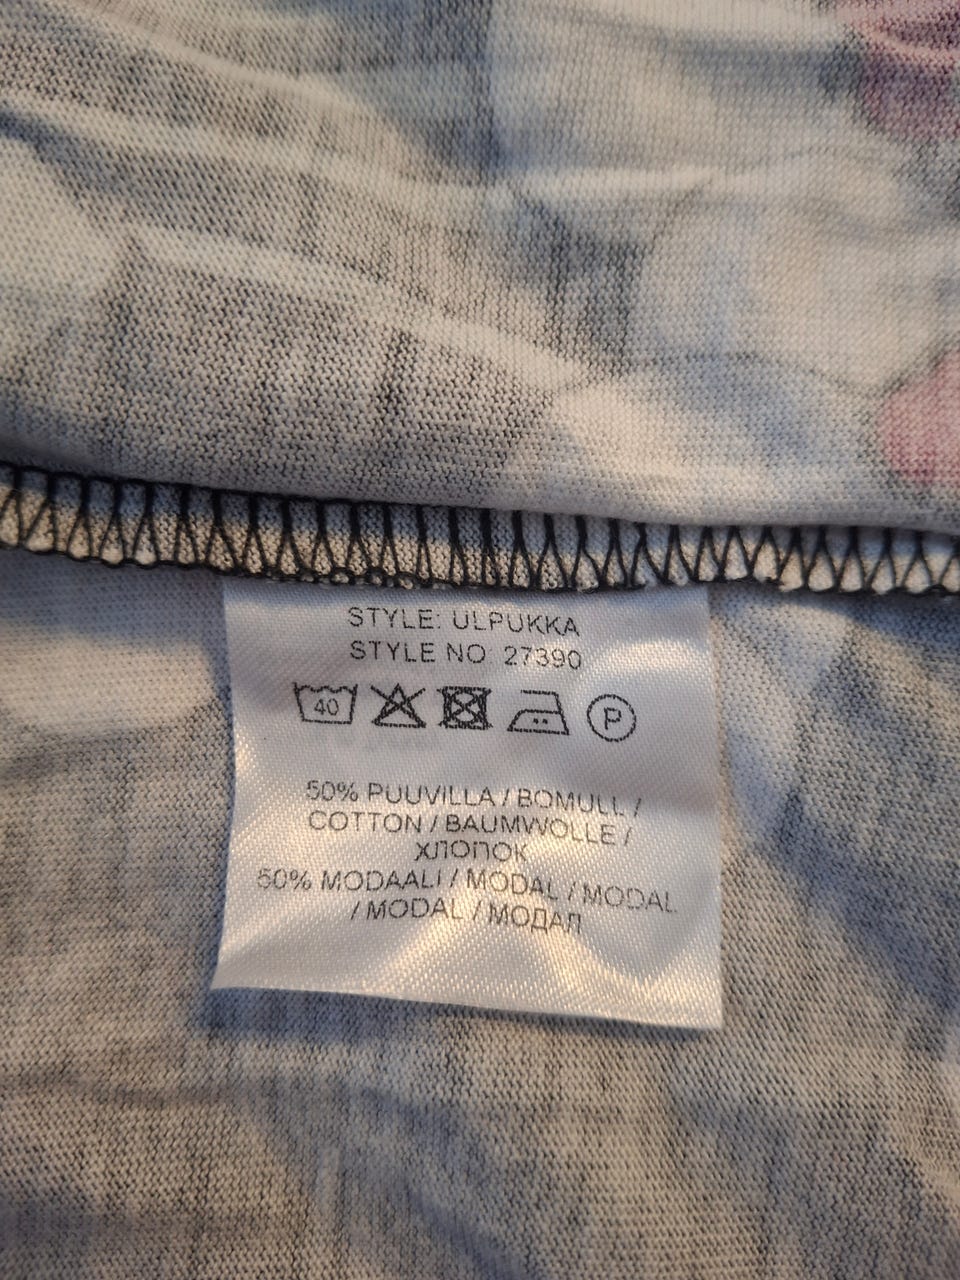 STYLE: ULPUKKA
STYLE NO: 27390
40 P
50% PUUVILLA / BOMULL /
COTTON / BAUMWOLLE /
ХЛОПОК
50% MODAALI / MODAL / MODAL
/ MODAL / МОДАЛ